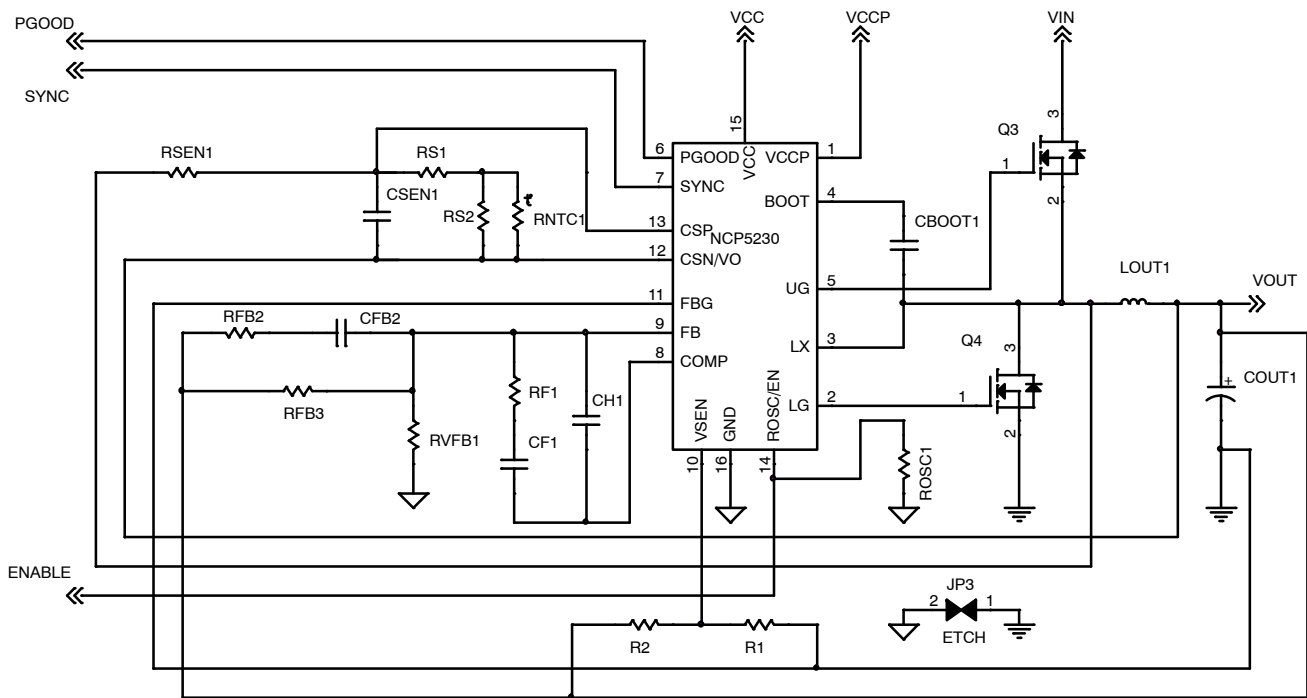 PGOOD
SYNC
VCC
VCCP
VIN
15
3
Q3
1
2
RSEN1
RS1
CSEN1
RS2
t
RNTC1
6
7
13
12
11
9
8
PGOOD
SYNC
CSP
CSN/VO
FBG
FB
COMP
VCC
NCP5230
VCCP
BOOT
UG
LX
LG
VSEN
GND
ROSC/EN
1
4
5
3
2
10
16
14
CBOOT1
LOUT1
VOUT
Q4
3
1
2
COUT1
+
RFB2
CFB2
RFB3
RVFB1
RF1
CF1
CH1
ROSC1
ENABLE
JP3
2
1
ETCH
R2
R1